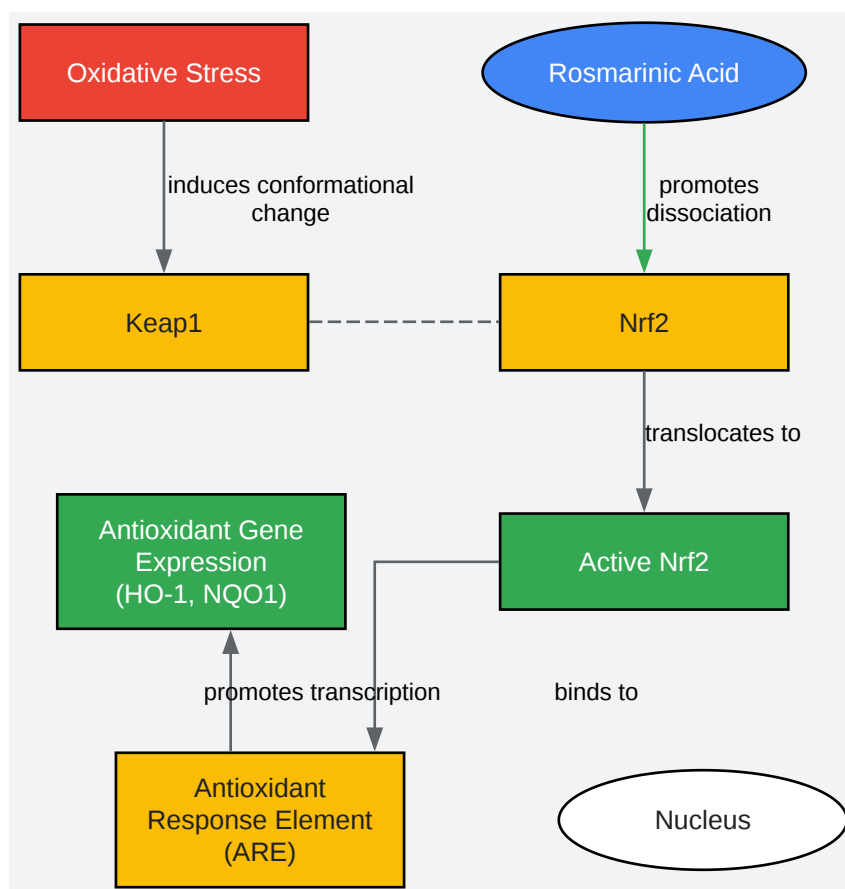 Oxidative Stress
Rosmarinic Acid
induces conformational
change
promotes
dissociation
Keap1
Nrf2
translocates to
Antioxidant Gene
Expression
(HO-1, NQO1)
Active Nrf2
promotes transcription
binds to
Antioxidant
Response Element
(ARE)
Nucleus